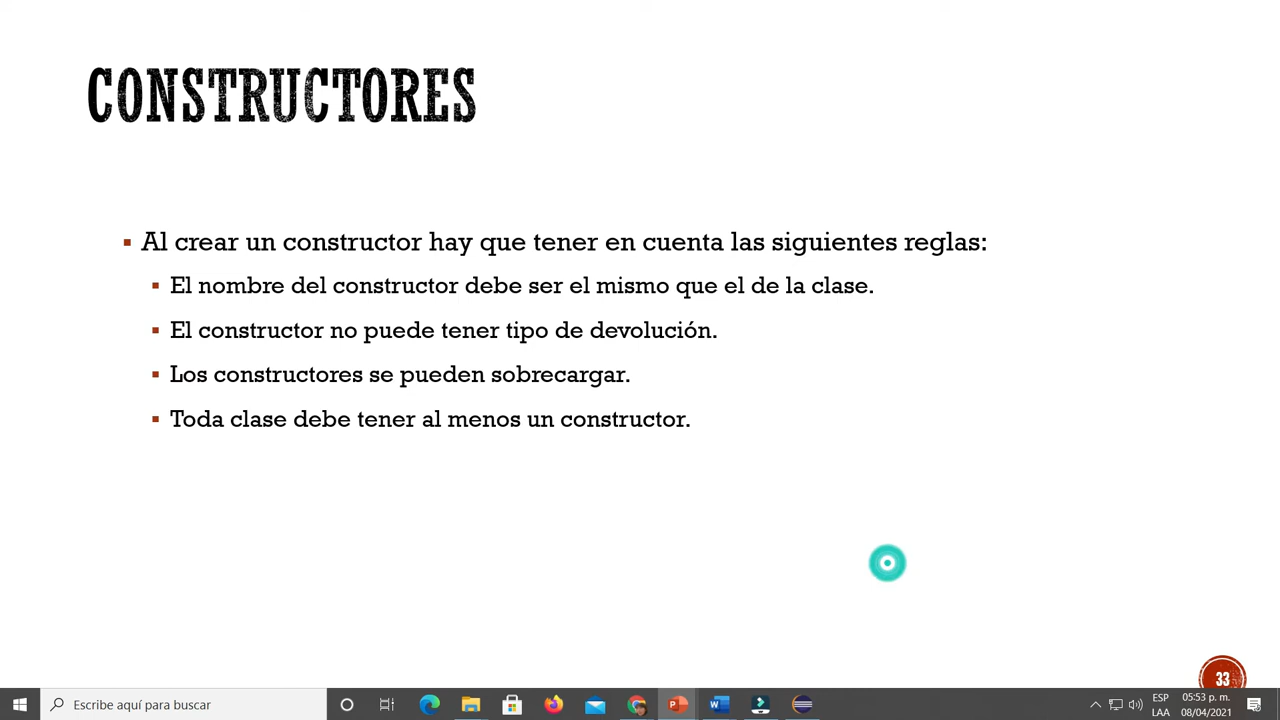 CONSTRUCTORES
Al crear un constructor hay que tener en cuenta las siguientes reglas:
El nombre del constructor debe ser el mismo que el de la clase.
El constructor no puede tener tipo de devolución.
Los constructores se pueden sobrecargar.
Toda clase debe tener al menos un constructor.
33
Escribe aquí para buscar
ESP
LAA
05:53 p. m.
08/04/2021